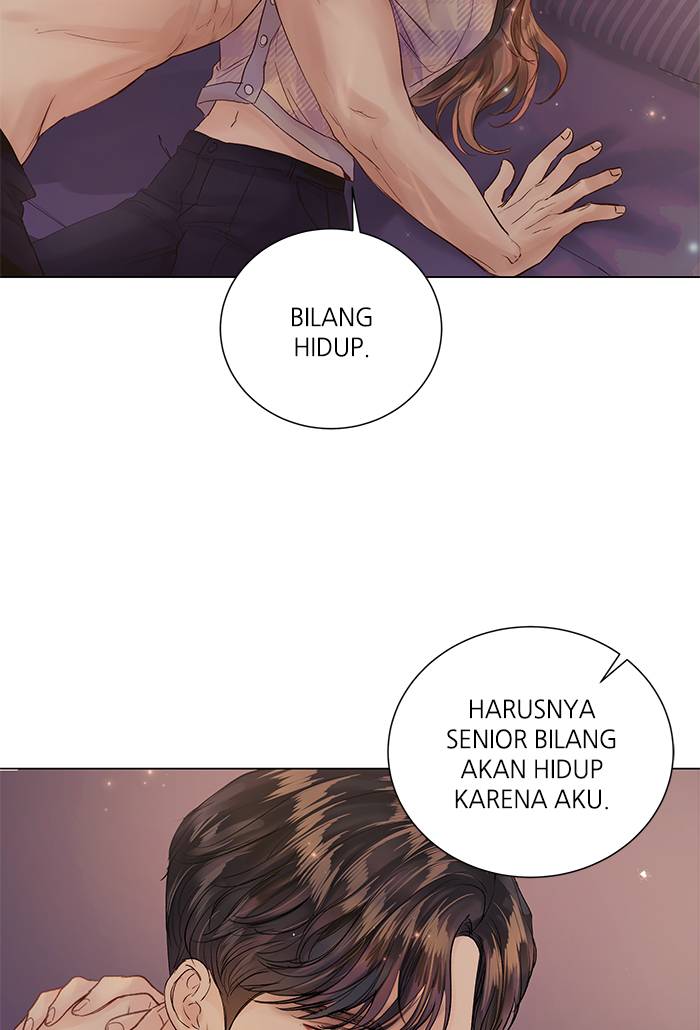 BILANG
HIDUP.
HARUSNYA
SENIOR BILANG
AKAN HIDUP
KARENA AKU.